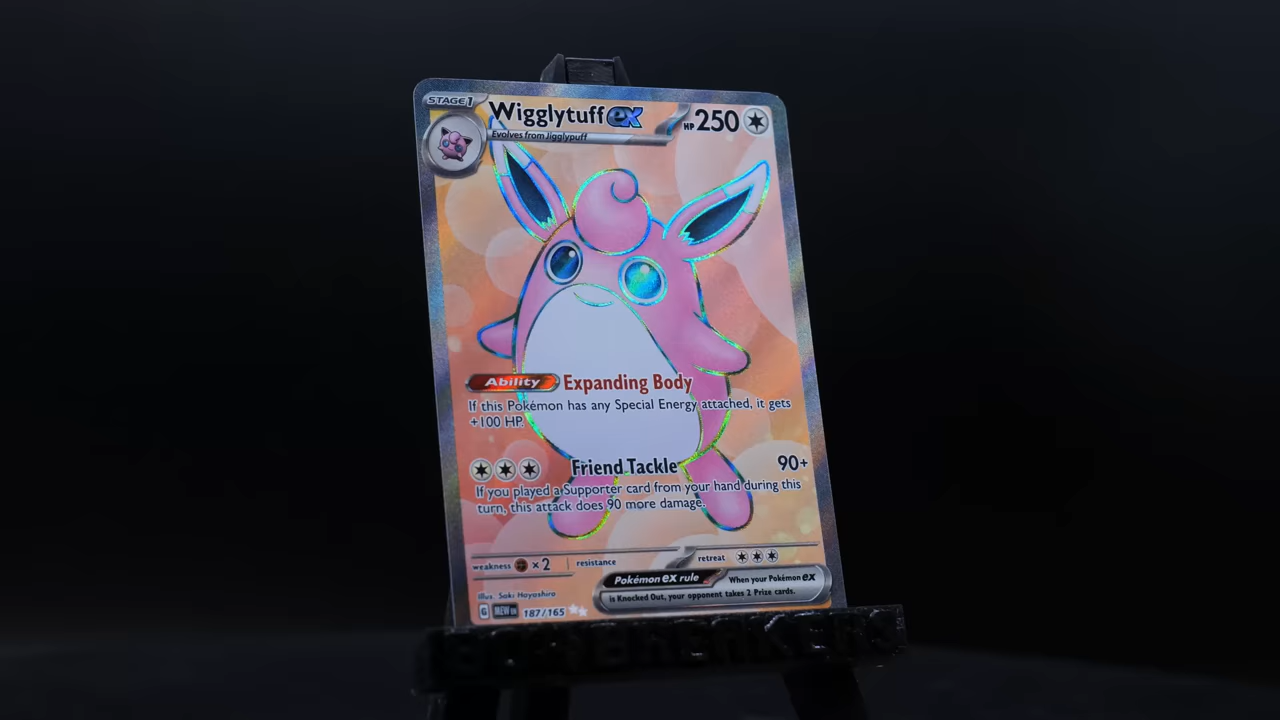 STAGE1
Wigglytuff ex
HP 250
Evolves from Jigglypuff
Ability Expanding Body
If this Pokémon has any Special Energy attached, it gets
+100 HP.
Friend Tackle 90+
If you played a Supporter card from your hand during this
turn, this attack does 90 more damage.
weakness ×2 resistance retreat
Pokémon ex rule When your Pokémon ex
is Knocked Out, your opponent takes 2 Prize cards.
Illus. Saki Hayashiro
G MEW EN 187/165